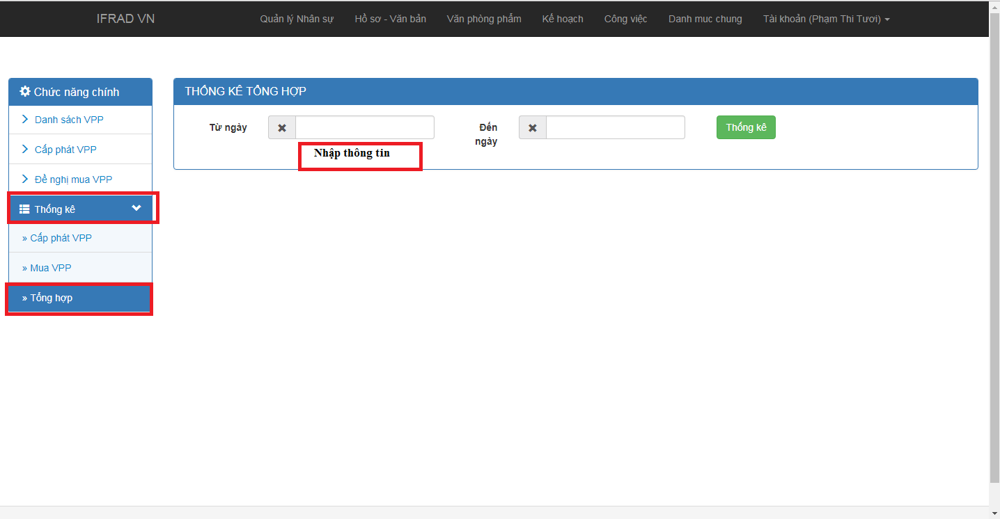 IFRAD VN
Quản lý Nhân sự Hồ sơ - Văn bản Văn phòng phẩm Kế hoạch Công việc Danh muc chung Tài khoản (Phạm Thi Tươi)
Chức năng chính
Danh sách VPP
Cấp phát VPP
Đề nghị mua VPP
Thống kê
» Cấp phát VPP
» Mua VPP
» Tổng hợp
THỐNG KÊ TỔNG HỢP
Từ ngày
Đến
ngày
Thống kê
Nhập thông tin